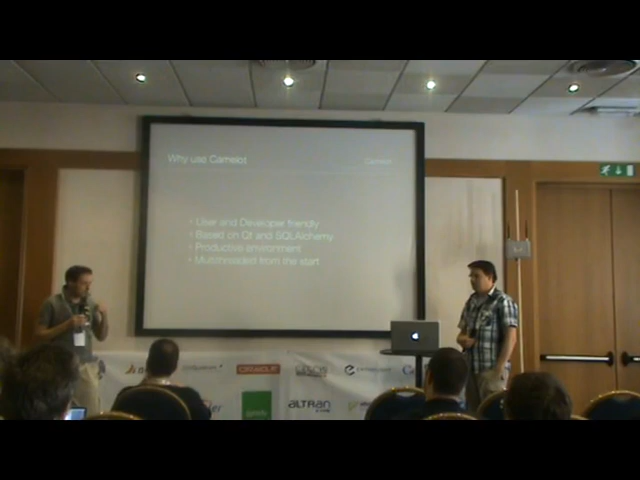 Why use Camelot
Camelot
User and Developer friendly
Based on Qt and SQLAlchemy
Productive environment
Multithreaded from the start
ORACLE
ALTRAN